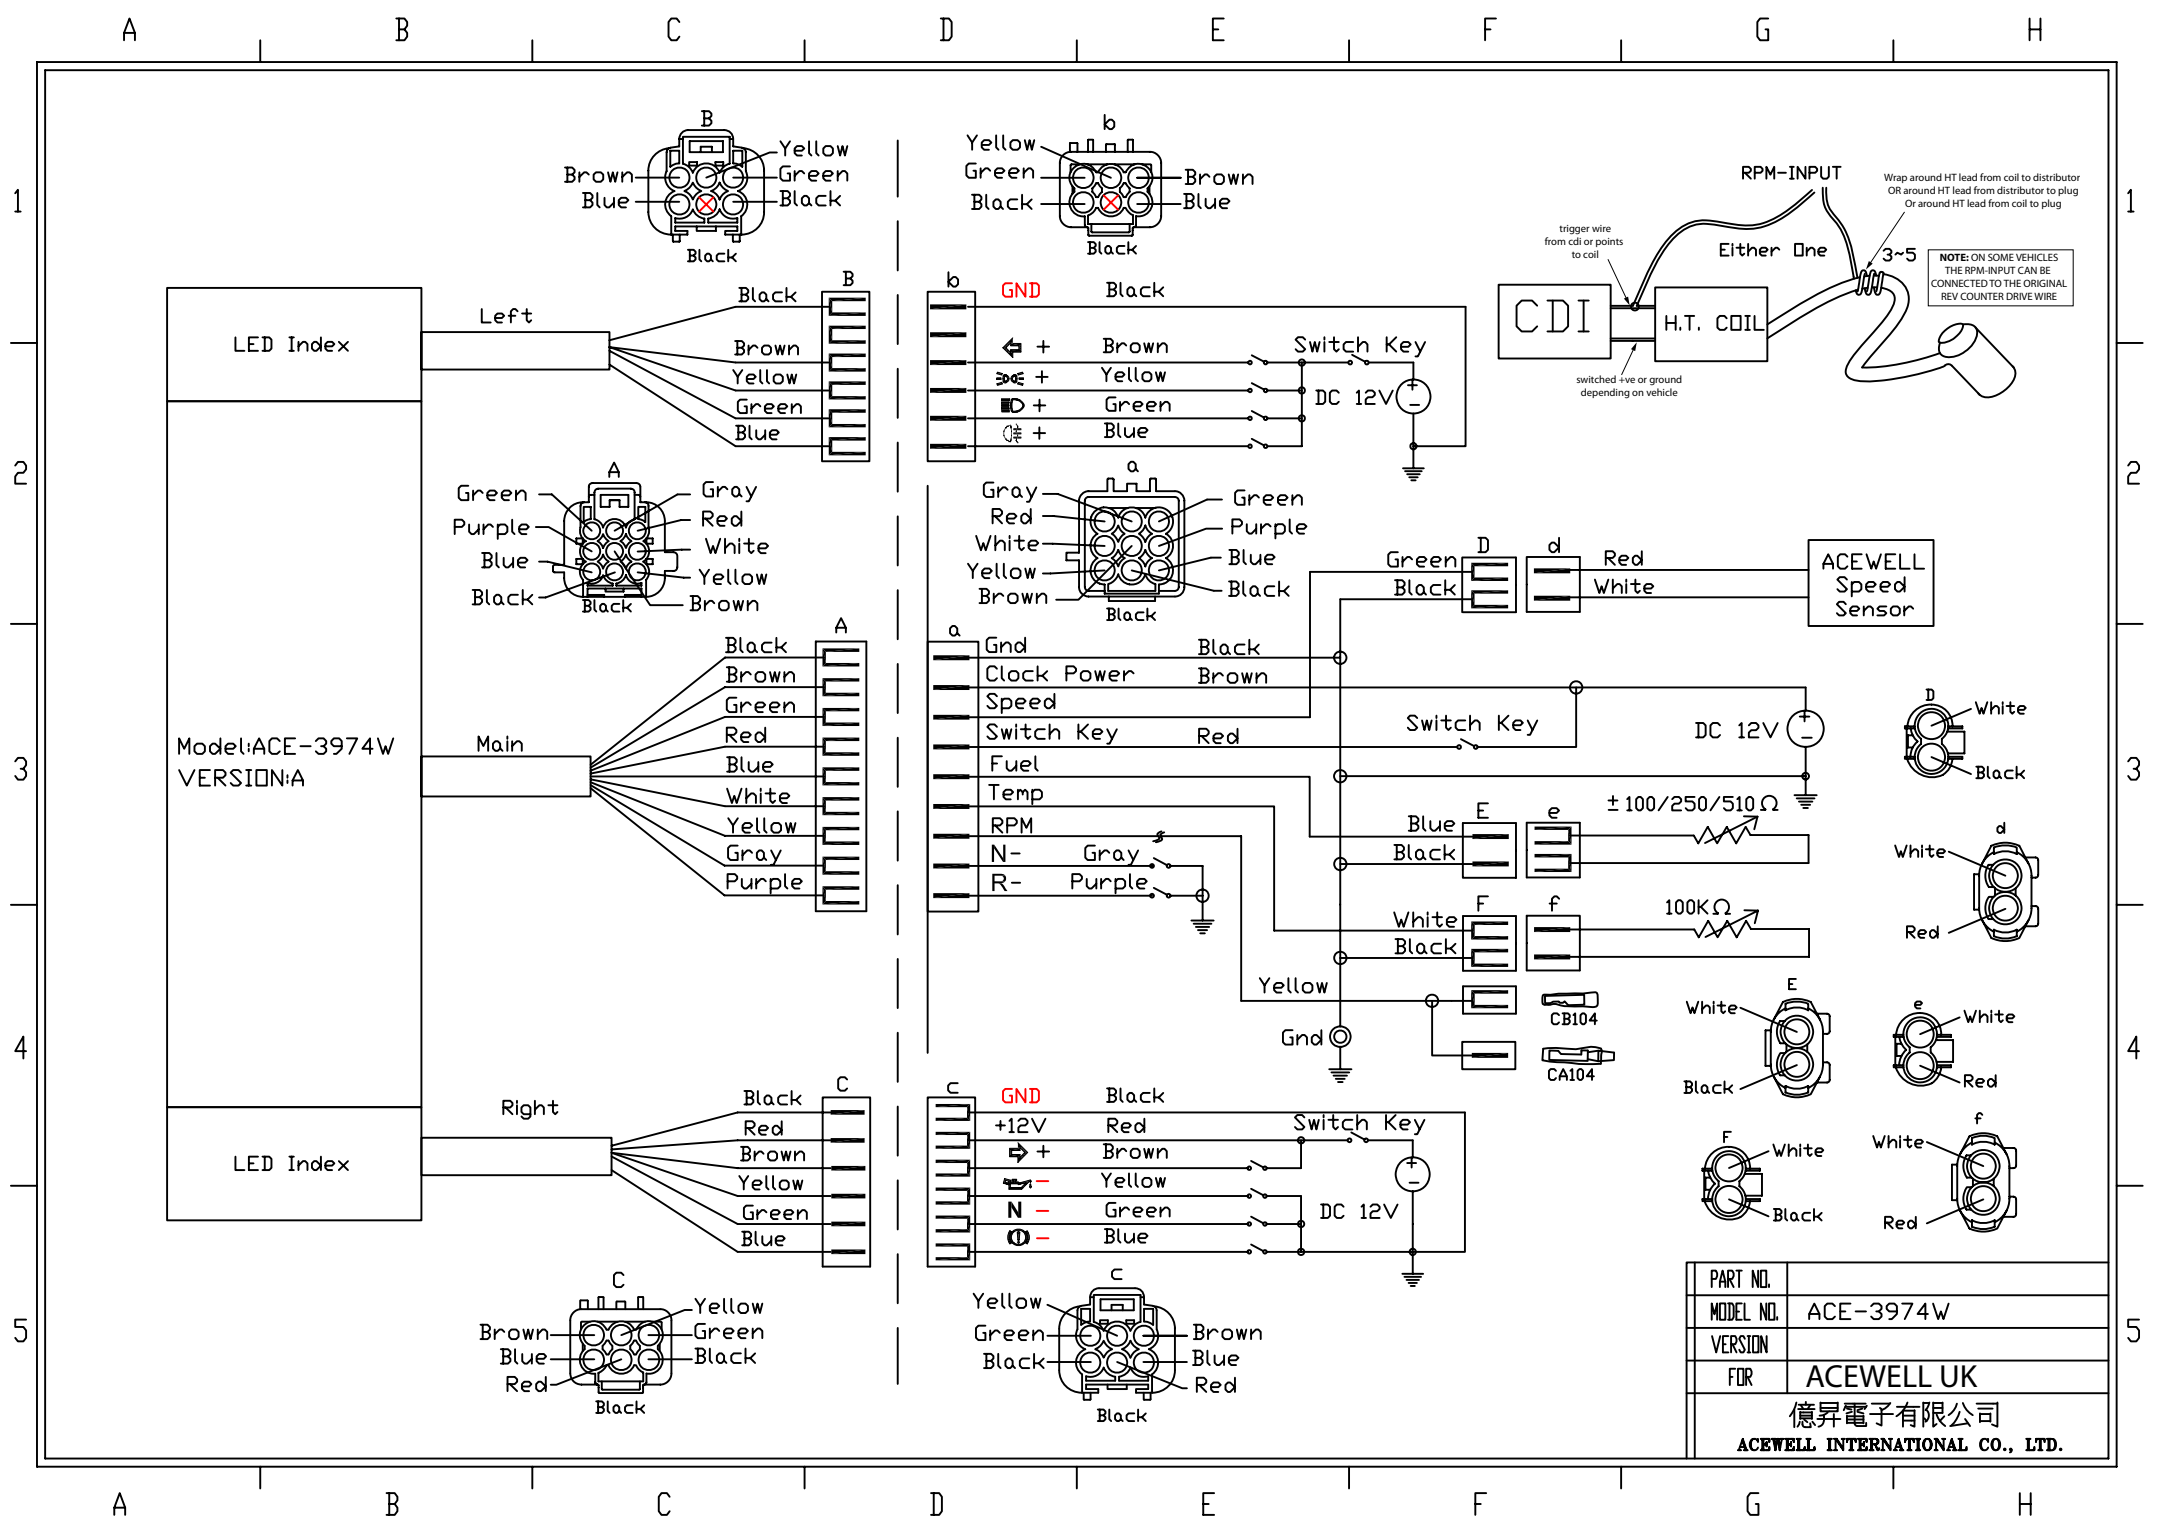 A B C D E F G H
1
2
3
4
5
1
2
3
4
5
B
Brown
Blue
Yellow
Green
Black
Black
b
Yellow
Green
Black
Brown
Blue
Black
RPM-INPUT
Wrap around HT lead from coil to distributor
OR around HT lead from distributor to plug
Or around HT lead from coil to plug
trigger wire
from cdi or points
to coil
Either One
3~5
NOTE: ON SOME VEHICLES
THE RPM-INPUT CAN BE
CONNECTED TO THE ORIGINAL
REV COUNTER DRIVE WIRE
CDI
H.T. COIL
switched +ve or ground
depending on vehicle
LED Index
Left
Black
Brown
Yellow
Green
Blue
B
b
GND Black
+ Brown
+ Yellow
+ Green
+ Blue
Switch Key
DC 12V
+
−
A
Green
Purple
Blue
Black
Gray
Red
White
Yellow
Brown
Black
a
Gray
Red
White
Yellow
Brown
Green
Purple
Blue
Black
Black
Model:ACE-3974W
VERSION:A
Main
Black
Brown
Green
Red
Blue
White
Yellow
Gray
Purple
A
a
Gnd Black
Clock Power Brown
Speed
Switch Key Red
Fuel
Temp
RPM
N- Gray
R- Purple
Green
Black
D
d
Red
White
ACEWELL
Speed
Sensor
Switch Key
DC 12V
+
−
Blue
Black
E
e
±100/250/510Ω
White
Black
F
f
100KΩ
Yellow
CB104
CA104
Gnd
D
White
Black
d
White
Red
E
White
Black
e
White
Red
F
White
Black
f
White
Red
LED Index
Right
Black
Red
Brown
Yellow
Green
Blue
C
c
GND Black
+12V Red
+ Brown
− Yellow
N − Green
− Blue
Switch Key
DC 12V
+
−
C
Brown
Blue
Red
Yellow
Green
Black
Black
c
Yellow
Green
Black
Brown
Blue
Red
Black
PART NO.
MODEL NO. ACE-3974W
VERSION
FOR ACEWELL UK
億昇電子有限公司
ACEWELL INTERNATIONAL CO., LTD.
A B C D E F G H